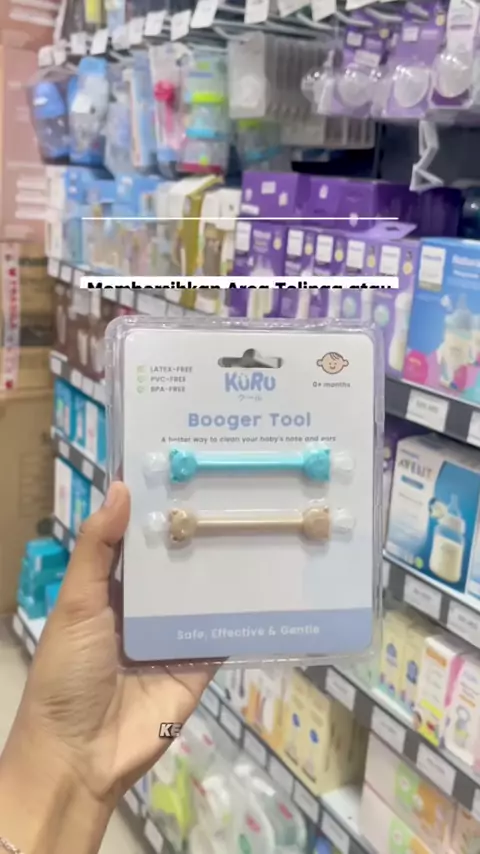 Membersihkan Area Telinga atau
LATEX-FREE
PVC-FREE
BPA-FREE
KURU
0+ months
Booger Tool
A better way to clean your baby's nose and ears
Safe, Effective & Gentle
KE
AVENT